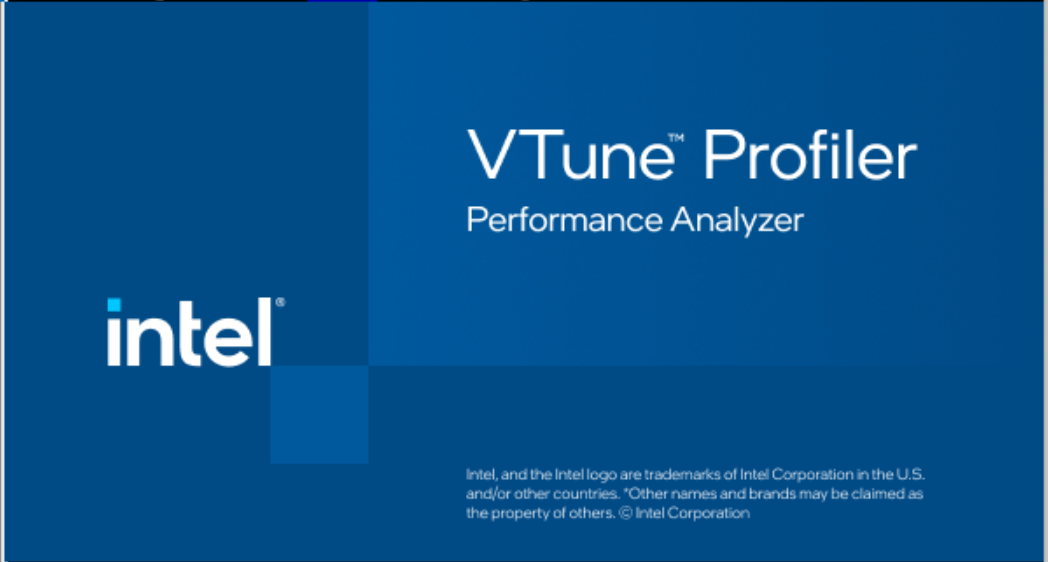 VTune™ Profiler
Performance Analyzer
intel®
Intel, and the Intel logo are trademarks of Intel Corporation in the U.S.
and/or other countries. *Other names and brands may be claimed as
the property of others. © Intel Corporation